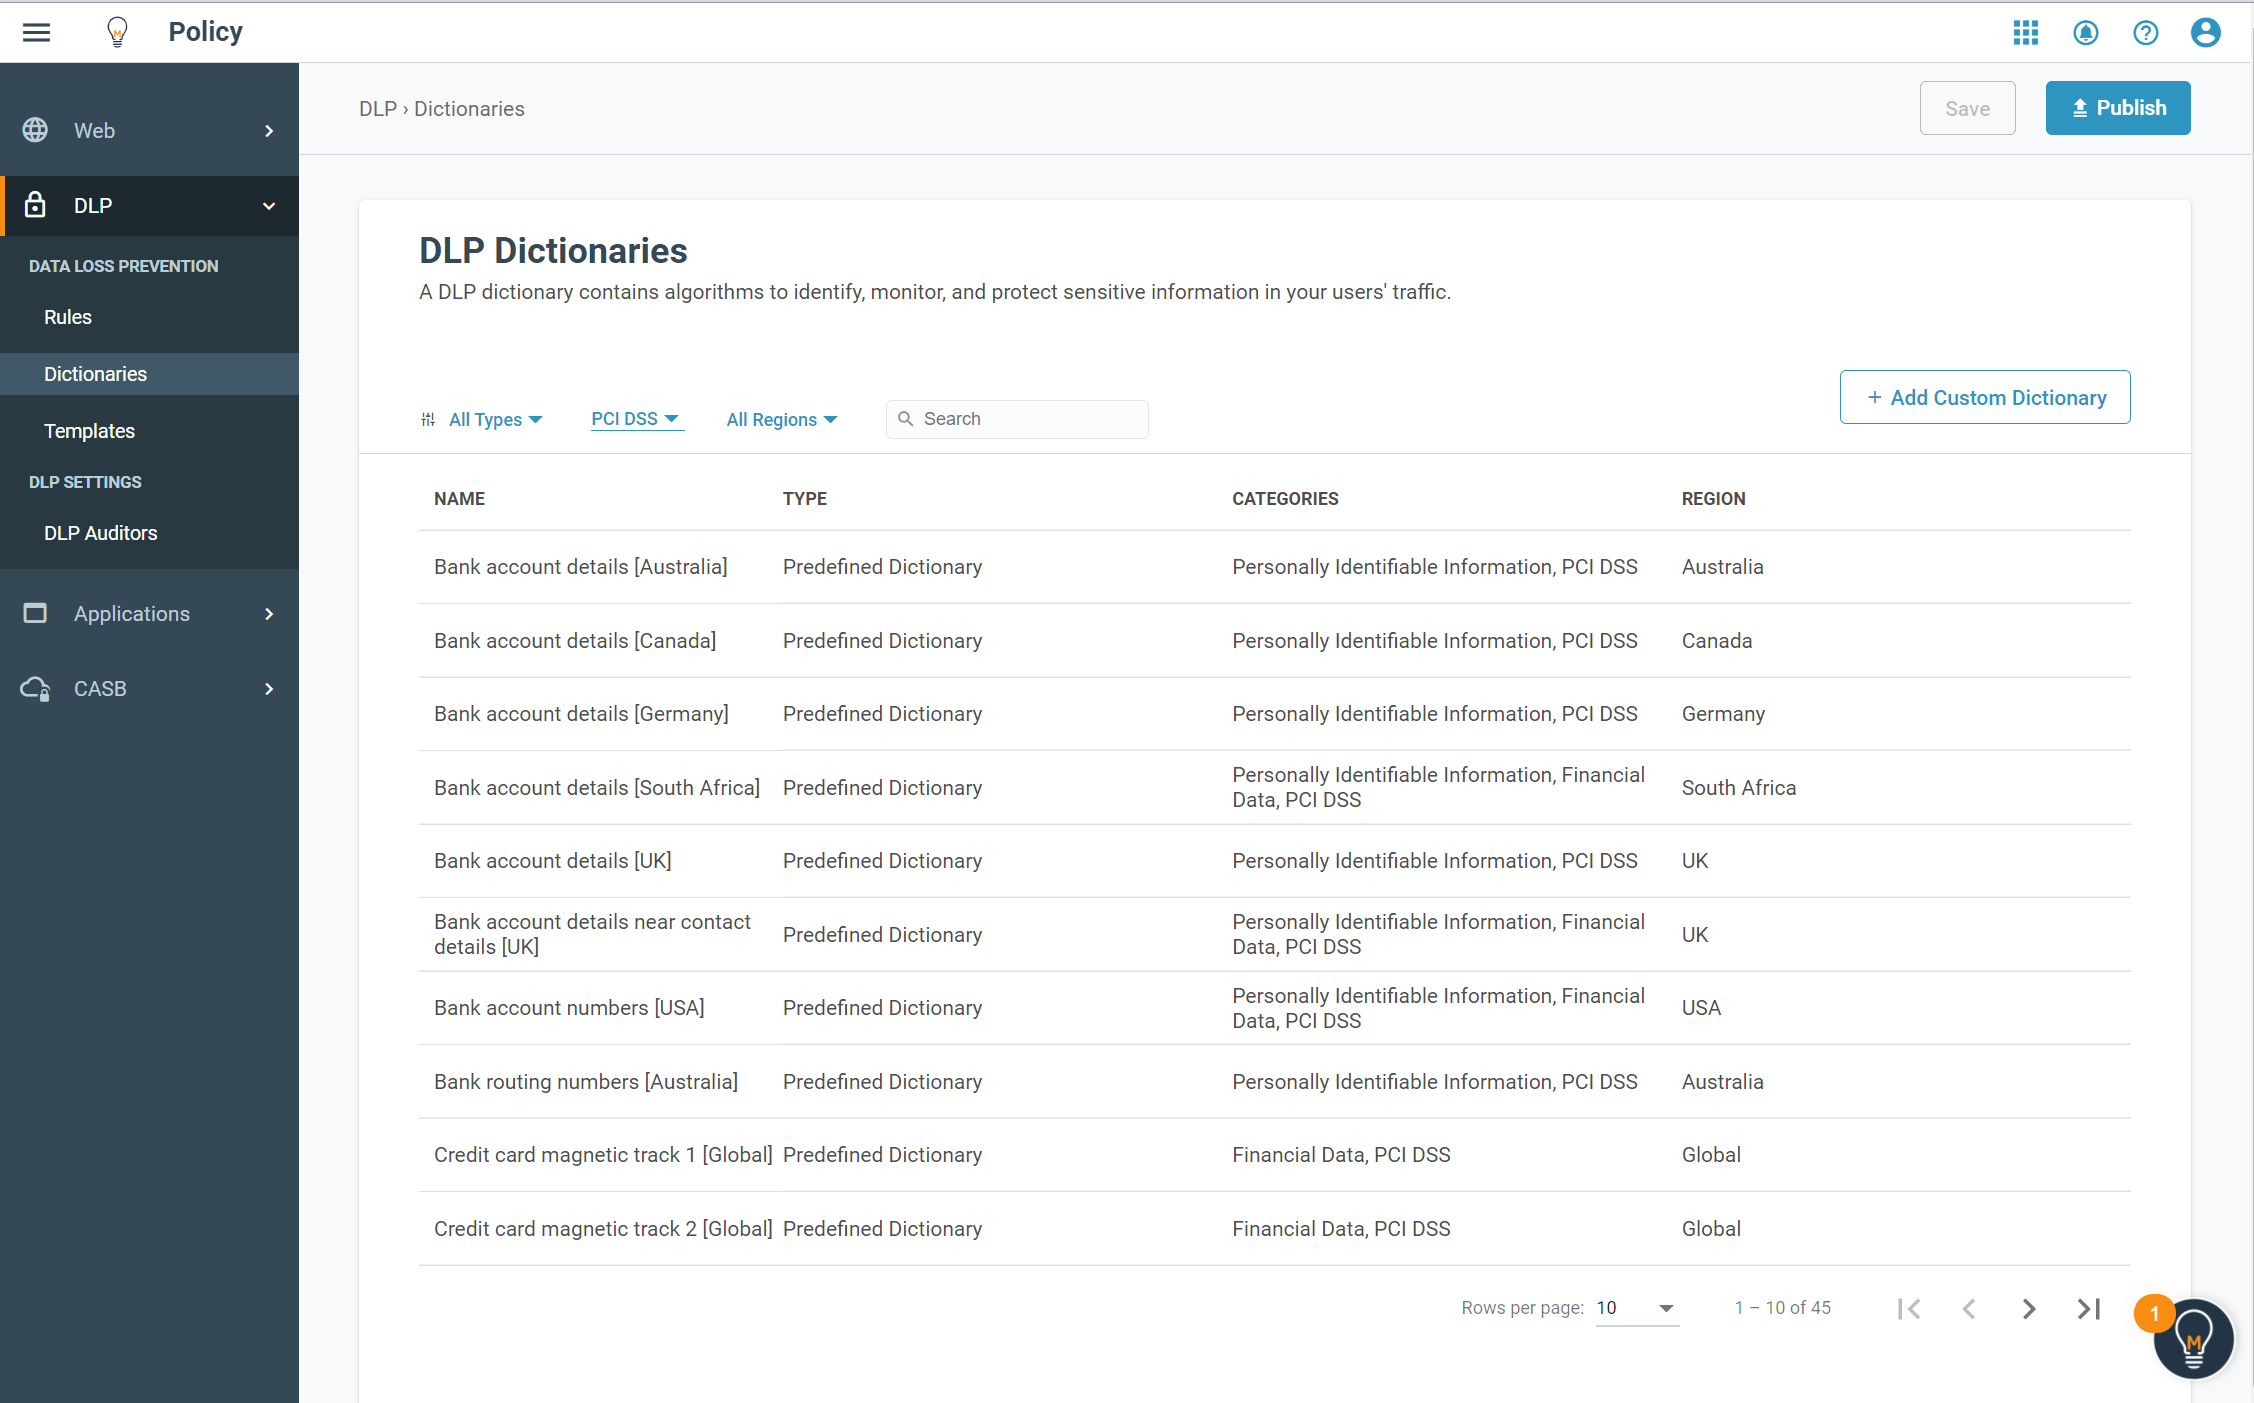 Policy
Web
DLP
DATA LOSS PREVENTION
Rules
Dictionaries
Templates
DLP SETTINGS
DLP Auditors
Applications
CASB
DLP › Dictionaries
Save
Publish
DLP Dictionaries
A DLP dictionary contains algorithms to identify, monitor, and protect sensitive information in your users' traffic.
All Types PCI DSS All Regions Search
+ Add Custom Dictionary
NAME TYPE CATEGORIES REGION
Bank account details [Australia] Predefined Dictionary Personally Identifiable Information, PCI DSS Australia
Bank account details [Canada] Predefined Dictionary Personally Identifiable Information, PCI DSS Canada
Bank account details [Germany] Predefined Dictionary Personally Identifiable Information, PCI DSS Germany
Bank account details [South Africa] Predefined Dictionary Personally Identifiable Information, Financial
Data, PCI DSS South Africa
Bank account details [UK] Predefined Dictionary Personally Identifiable Information, PCI DSS UK
Bank account details near contact
details [UK] Predefined Dictionary Personally Identifiable Information, Financial
Data, PCI DSS UK
Bank account numbers [USA] Predefined Dictionary Personally Identifiable Information, Financial
Data, PCI DSS USA
Bank routing numbers [Australia] Predefined Dictionary Personally Identifiable Information, PCI DSS Australia
Credit card magnetic track 1 [Global] Predefined Dictionary Financial Data, PCI DSS Global
Credit card magnetic track 2 [Global] Predefined Dictionary Financial Data, PCI DSS Global
Rows per page: 10 1 – 10 of 45
1
M